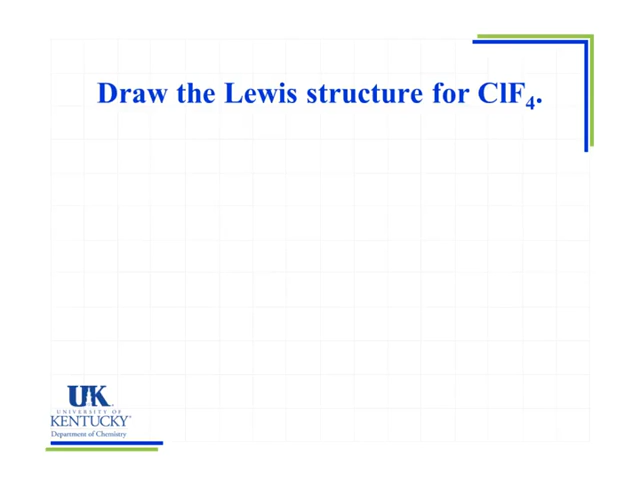 Draw the Lewis structure for ClF₄.
UK
UNIVERSITY OF
KENTUCKY
Department of Chemistry